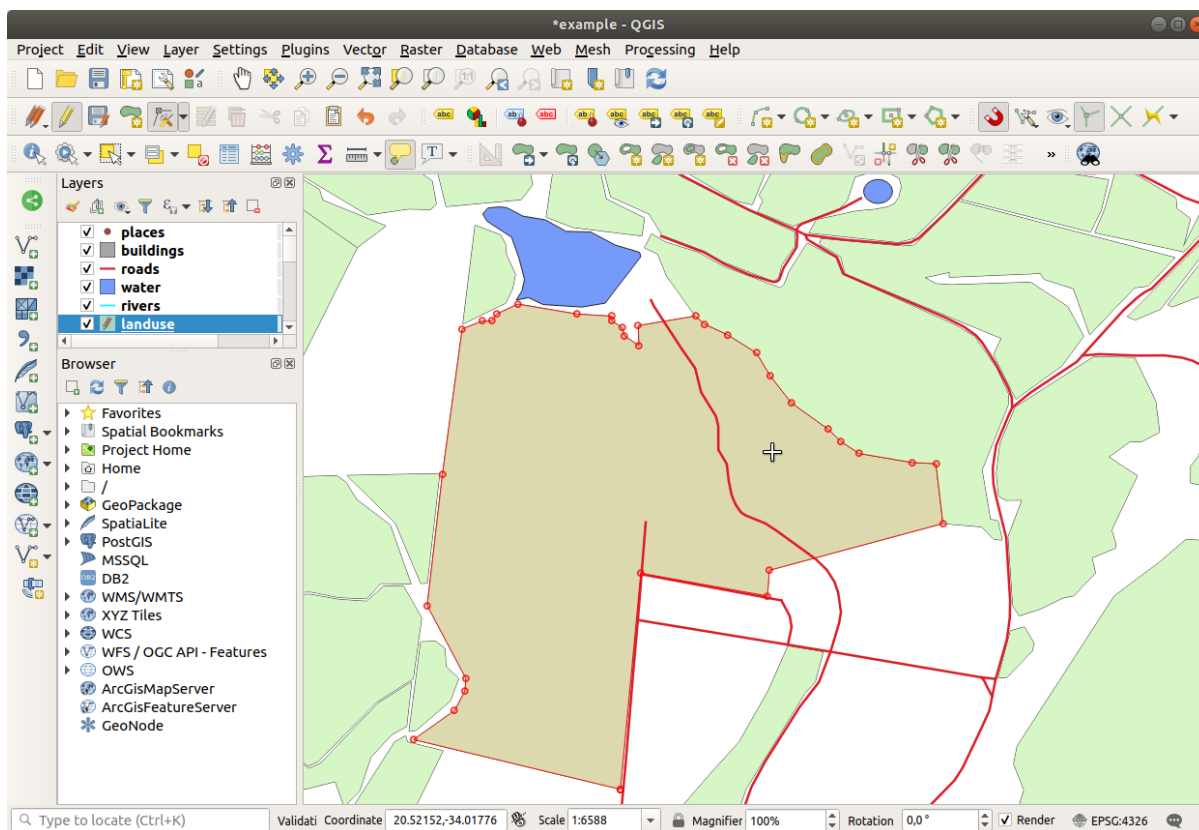 *example - QGIS
Project Edit View Layer Settings Plugins Vector Raster Database Web Mesh Processing Help
Layers
places
buildings
roads
water
rivers
landuse
Browser
Favorites
Spatial Bookmarks
Project Home
Home
/
GeoPackage
SpatiaLite
PostGIS
MSSQL
DB2
WMS/WMTS
XYZ Tiles
WCS
WFS / OGC API - Features
OWS
ArcGisMapServer
ArcGisFeatureServer
GeoNode
Type to locate (Ctrl+K) Validati Coordinate 20.52152,-34.01776 Scale 1:6588 Magnifier 100% Rotation 0,0 ° Render EPSG:4326